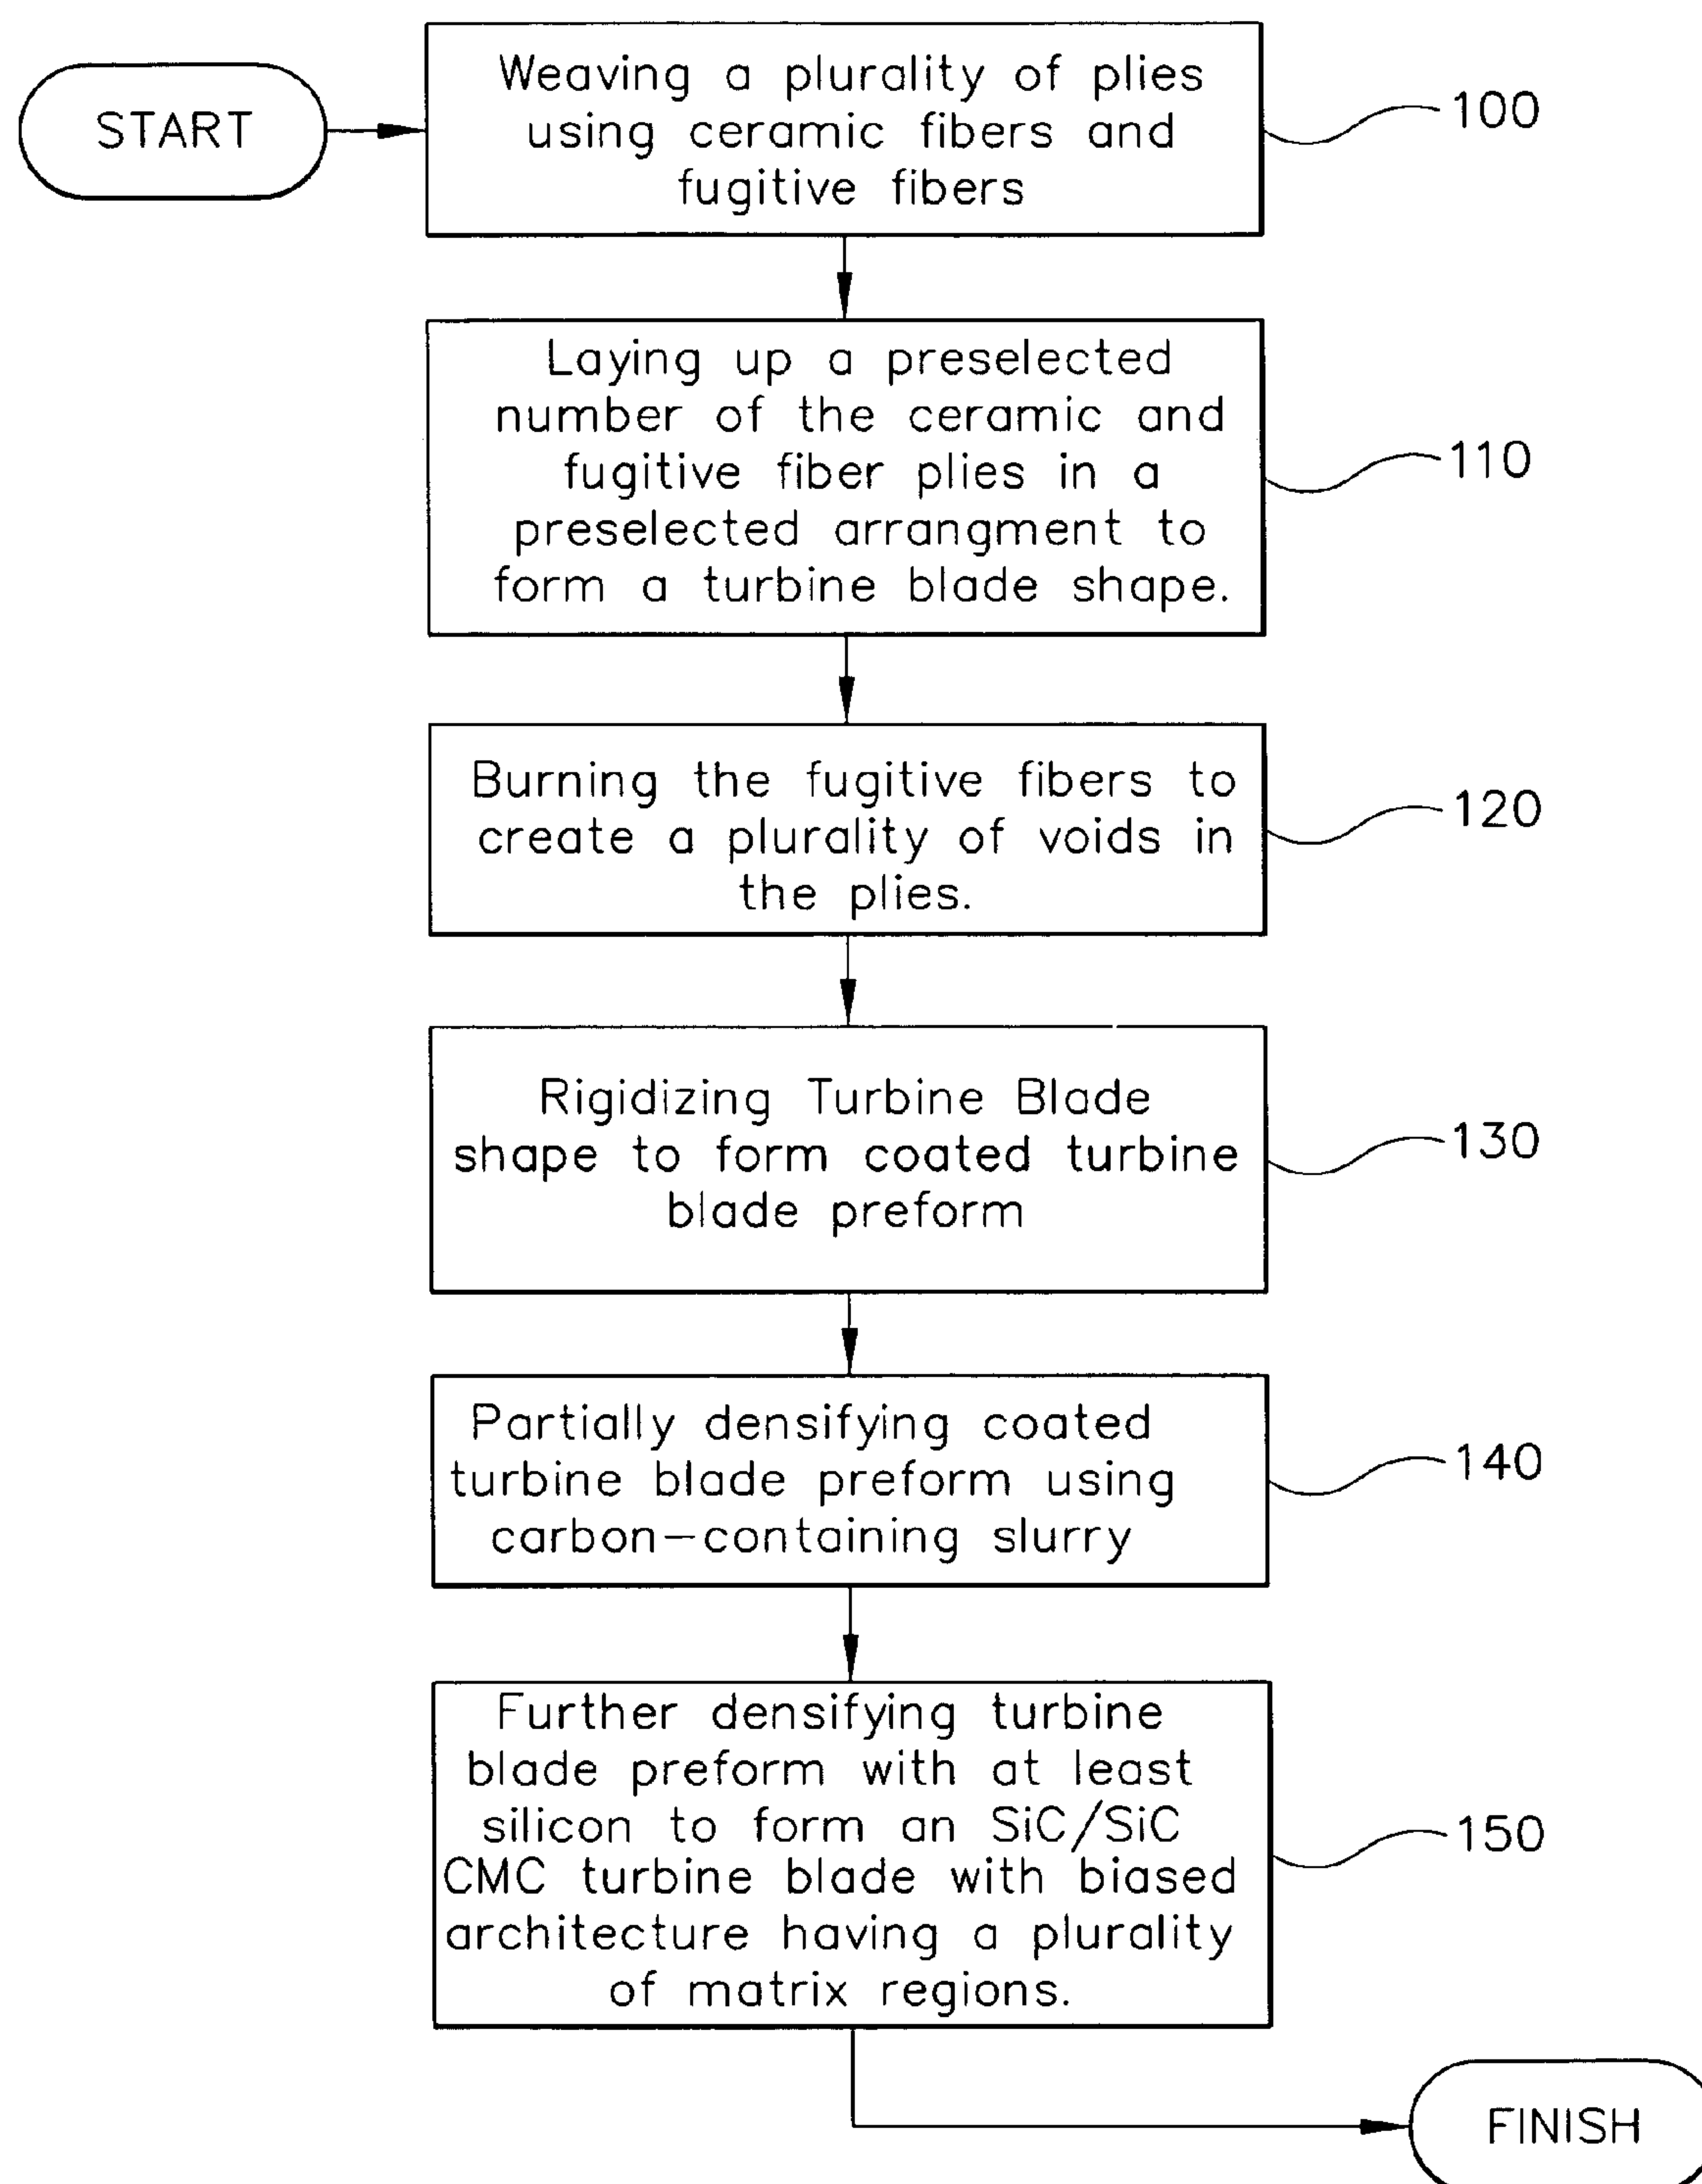 START
Weaving a plurality of plies
using ceramic fibers and
fugitive fibers
100
Laying up a preselected
number of the ceramic and
fugitive fiber plies in a
preselected arrangment to
form a turbine blade shape.
110
Burning the fugitive fibers to
create a plurality of voids in
the plies.
120
Rigidizing Turbine Blade
shape to form coated turbine
blade preform
130
Partially densifying coated
turbine blade preform using
carbon-containing slurry
140
Further densifying turbine
blade preform with at least
silicon to form an SiC/SiC
CMC turbine blade with biased
architecture having a plurality
of matrix regions.
150
FINISH